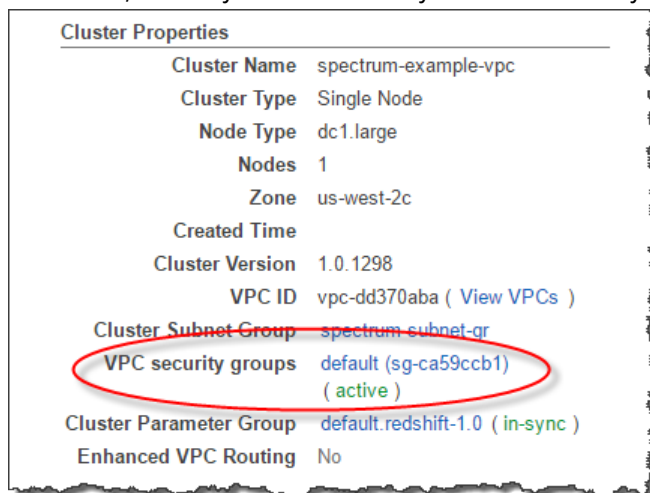 Cluster Properties
Cluster Name spectrum-example-vpc
Cluster Type Single Node
Node Type dc1.large
Nodes 1
Zone us-west-2c
Created Time
Cluster Version 1.0.1298
VPC ID vpc-dd370aba ( View VPCs )
Cluster Subnet Group spectrum-subnet-gr
VPC security groups default (sg-ca59ccb1)
( active )
Cluster Parameter Group default.redshift-1.0 ( in-sync )
Enhanced VPC Routing No